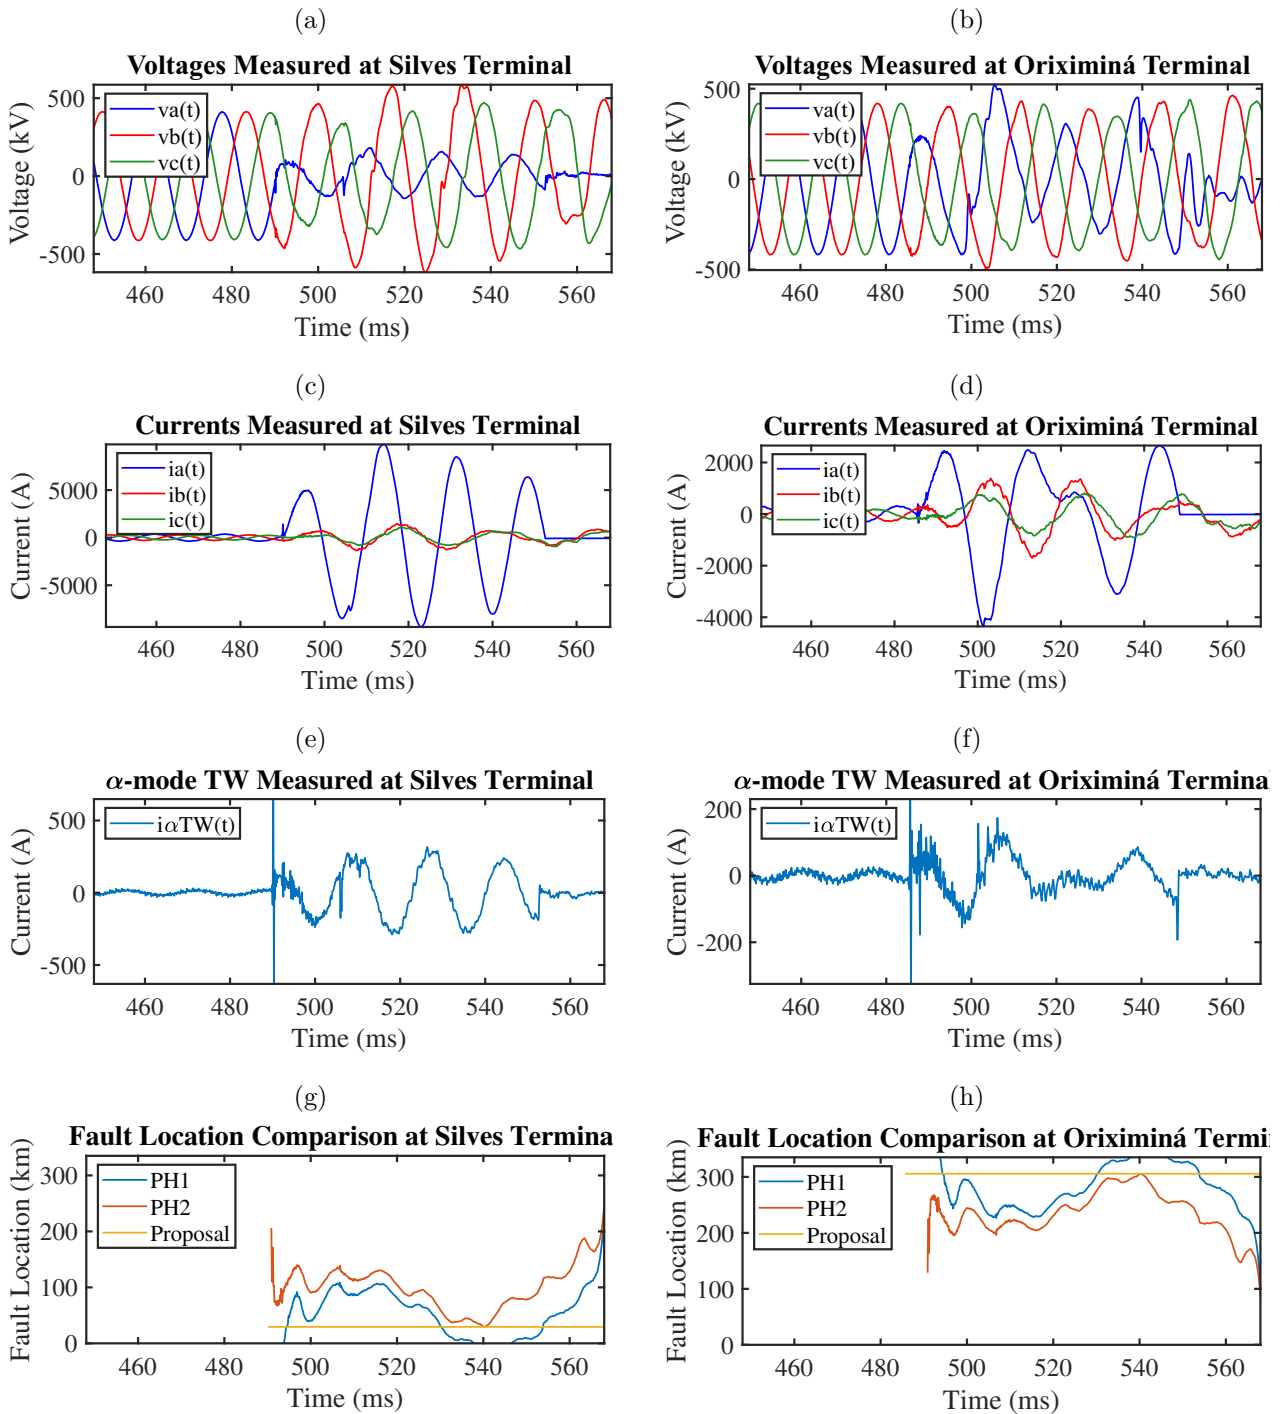 (a)
Voltages Measured at Silves Terminal
Voltage (kV)
500
0
-500
va(t)
vb(t)
vc(t)
460 480 500 520 540 560
Time (ms)
(b)
Voltages Measured at Oriximiná Terminal
Voltage (kV)
500
0
-500
va(t)
vb(t)
vc(t)
460 480 500 520 540 560
Time (ms)
(c)
Currents Measured at Silves Terminal
Current (A)
5000
0
-5000
ia(t)
ib(t)
ic(t)
460 480 500 520 540 560
Time (ms)
(d)
Currents Measured at Oriximiná Terminal
Current (A)
2000
0
-2000
-4000
ia(t)
ib(t)
ic(t)
460 480 500 520 540 560
Time (ms)
(e)
α-mode TW Measured at Silves Terminal
Current (A)
500
0
-500
iαTW(t)
460 480 500 520 540 560
Time (ms)
(f)
α-mode TW Measured at Oriximiná Terminal
Current (A)
200
0
-200
iαTW(t)
460 480 500 520 540 560
Time (ms)
(g)
Fault Location Comparison at Silves Termina
Fault Location (km)
300
200
100
0
PH1
PH2
Proposal
460 480 500 520 540 560
Time (ms)
(h)
Fault Location Comparison at Oriximiná Termin
Fault Location (km)
300
200
100
0
PH1
PH2
Proposal
460 480 500 520 540 560
Time (ms)